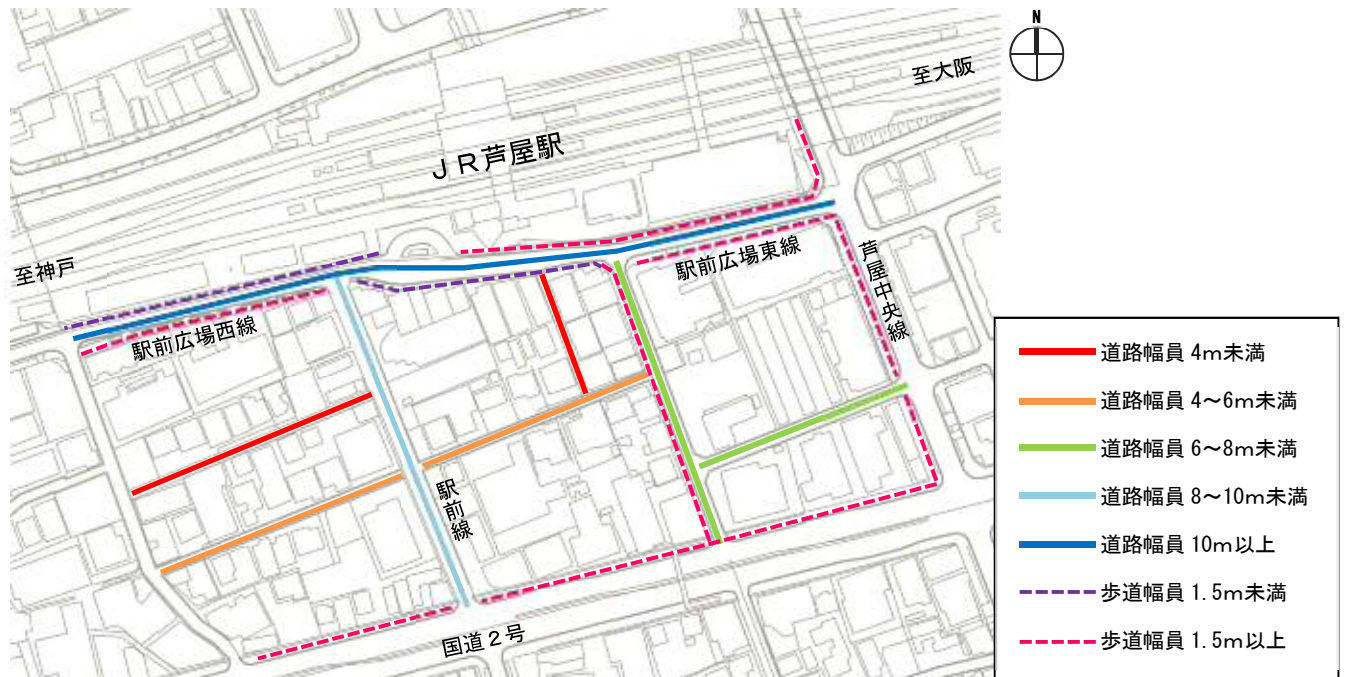 N
至大阪
ＪＲ芦屋駅
至神戸
駅前広場東線
芦屋中央線
駅前広場西線
駅前線
国道２号
道路幅員 4ｍ未満
道路幅員 4～6ｍ未満
道路幅員 6～8ｍ未満
道路幅員 8～10ｍ未満
道路幅員 10ｍ以上
歩道幅員 1.5ｍ未満
歩道幅員 1.5ｍ以上